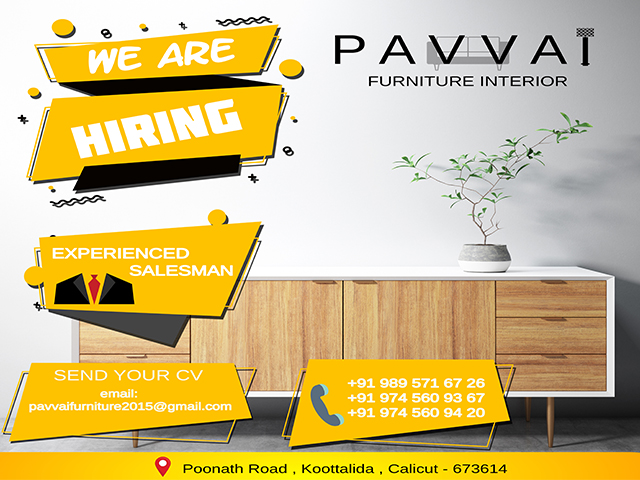 WE ARE
HIRING
PAVVAI
FURNITURE INTERIOR
EXPERIENCED
SALESMAN
SEND YOUR CV
email:
pavvaifurniture2015@gmail.com
+91 989 571 67 26
+91 974 560 93 67
+91 974 560 94 20
Poonath Road , Koottalida , Calicut - 673614